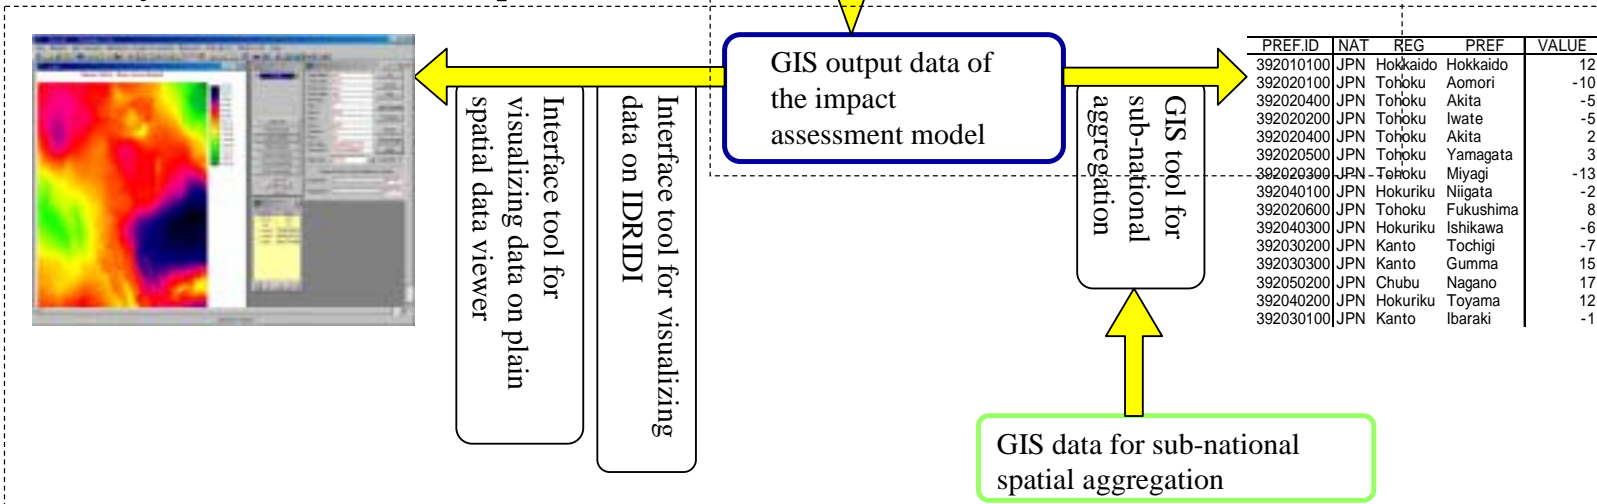 GIS output data of
the impact
assessment model
Interface tool for
visualizing data on plain
spatial data viewer
Interface tool for visualizing
data on IDRIDI
GIS tool for
sub-national
aggregation
GIS data for sub-national
spatial aggregation
PREF.ID NAT REG PREF VALUE
392010100 JPN Hokkaido Hokkaido 12
392020100 JPN Tohoku Aomori -10
392020400 JPN Tohoku Akita -5
392020200 JPN Tohoku Iwate -5
392020400 JPN Tohoku Akita 2
392020500 JPN Tohoku Yamagata 3
392020300 JPN Tohoku Miyagi -13
392040100 JPN Hokuriku Niigata -2
392020600 JPN Tohoku Fukushima 8
392040300 JPN Hokuriku Ishikawa -6
392030200 JPN Kanto Tochigi -7
392030300 JPN Kanto Gumma 15
392050200 JPN Chubu Nagano 17
392040200 JPN Hokuriku Toyama 12
392030100 JPN Kanto Ibaraki -1